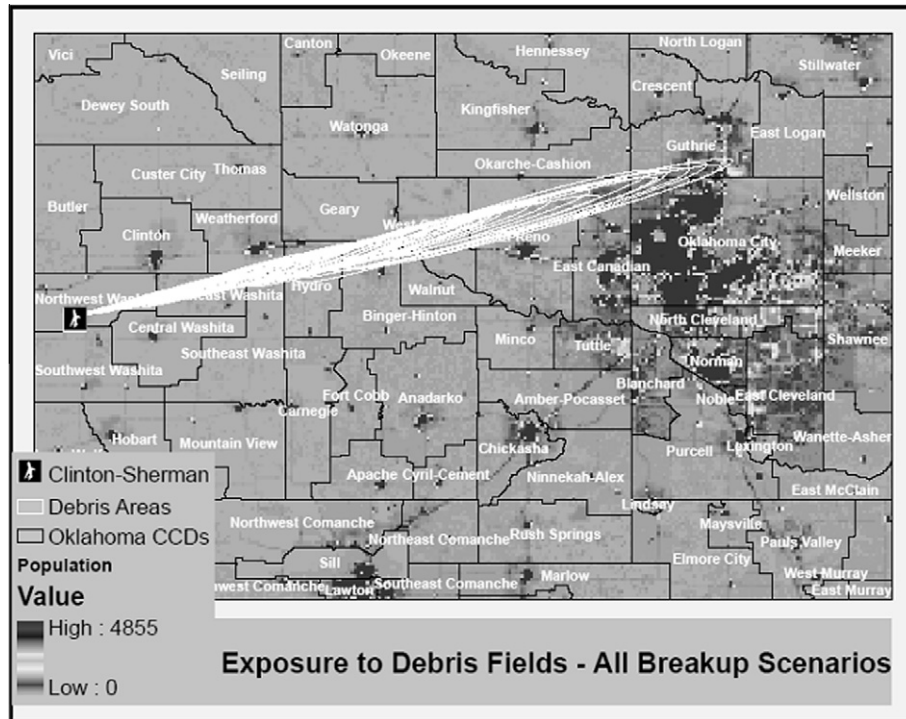 Vici
Canton
Okeene
Hennessey
North Logan
Stillwater
Seiling
Crescent
Dewey South
Kingfisher
Watonga
East Logan
Guthrie
Okarche-Cashion
Thomas
Custer City
Butler
Geary
Wellston
Weatherford
Clinton
Oklahoma City
Meeker
East Canadian
Hydro
Walnut
Northwest
Washita
Binger-Hinton
North Cleveland
Central Washita
Minco
Tuttle
Shawnee
Southeast Washita
Norman
Southwest Washita
Blanchard
Fort Cobb
Anadarko
Amber-Pocasset
Noble
East Cleveland
Carnegie
Hobart
Mountain View
Chickasha
Purcell
Lexington
Wanette-Asher
Clinton-Sherman
Apache
Cyril-Cement
Ninnekah-Alex
East McClain
Debris Areas
Lindsay
Oklahoma CCDs
Northwest Comanche
Northeast Comanche
Rush Springs
Maysville
Pauls Valley
Elmore City
Population
Sill
Marlow
West Murray
Southeast Comanche
Comanche
Lawton
East Murray
Value
High : 4855
Low : 0
Exposure to Debris Fields - All Breakup Scenarios